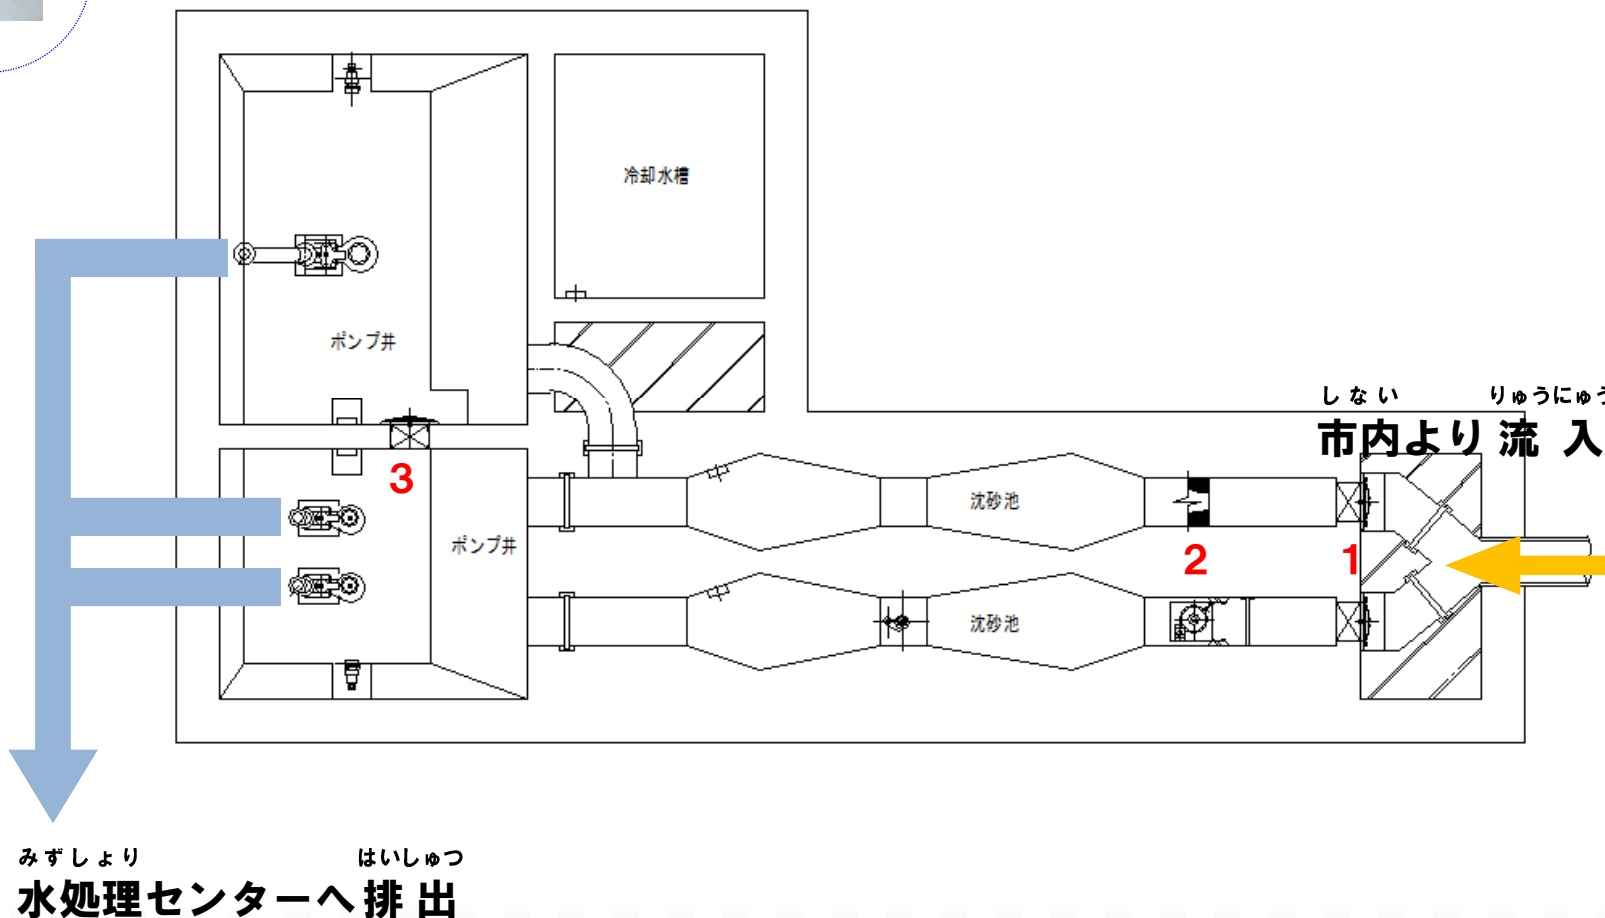 冷却水槽
ポンプ井
しない りゅうにゅう
市内より流入
3
沈砂池
ポンプ井
2
1
沈砂池
みずしょり はいしゅつ
水処理センターへ排出